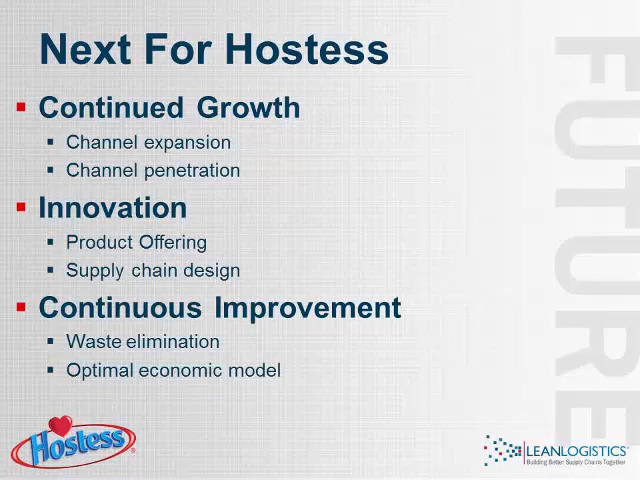 Next For Hostess
Continued Growth
Channel expansion
Channel penetration
Innovation
Product Offering
Supply chain design
Continuous Improvement
Waste elimination
Optimal economic model
FUTURE
Hostess®
LEANLOGISTICS®
Building Better Supply Chains Together